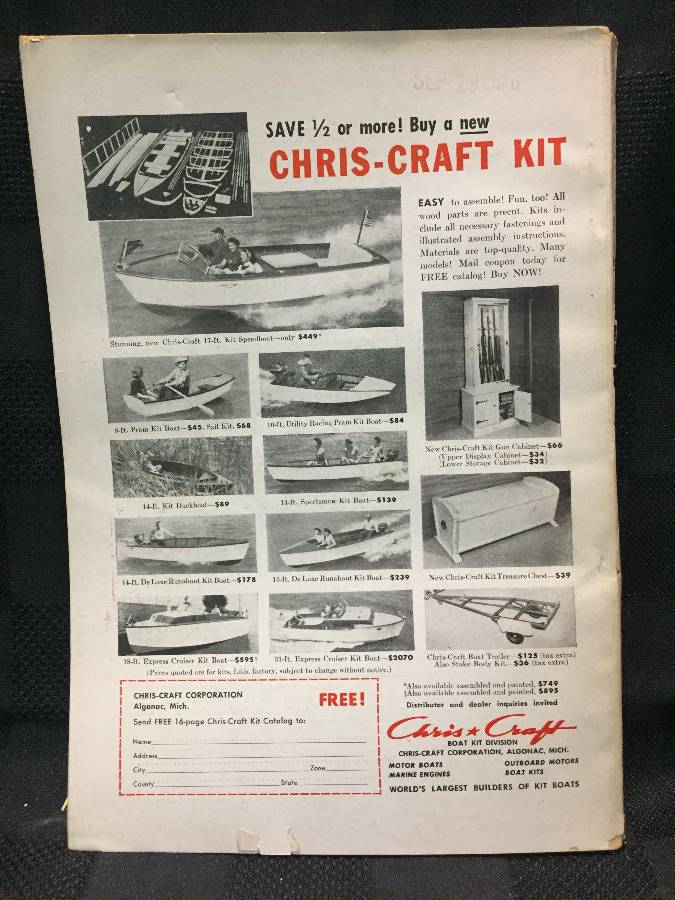 SAVE ½ or more! Buy a new
CHRIS-CRAFT KIT
EASY to assemble! Fun, too! All
wood parts are precut. Kits in-
clude all necessary fastenings and
illustrated assembly instructions.
Materials are top-quality. Many
models! Mail coupon today for
FREE catalog! Buy NOW!
Stunning, new Chris-Craft 17-ft. Kit Speedboat—only $449*
8-ft. Pram Kit Boat—$45, Sail Kit, $68
10-ft. Utility Racing Pram Kit Boat—$84
14-ft. Kit Duckboat—$89
14-ft. Sportsman Kit Boat—$139
14-ft. De Luxe Runabout Kit Boat—$178
16-ft. De Luxe Runabout Kit Boat—$239
18-ft. Express Cruiser Kit Boat—$595†
31-ft. Express Cruiser Kit Boat—$2070
(Prices quoted are for kits, f.o.b. factory, subject to change without notice.)
New Chris-Craft Kit Gun Cabinet—$66
(Upper Display Cabinet—$34)
(Lower Storage Cabinet—$32)
New Chris-Craft Kit Treasure Chest—$39
Chris-Craft Boat Trailer—$125 (tax extra)
Also Stake Body Kit—$36 (tax extra)
*Also available assembled and painted, $749
†Also available assembled and painted, $895
Distributor and dealer inquiries invited
CHRIS-CRAFT CORPORATION
Algonac, Mich.
FREE!
Send FREE 16-page Chris-Craft Kit Catalog to:
Name
Address
City Zone
County State
Chris★Craft
BOAT KIT DIVISION
CHRIS-CRAFT CORPORATION, ALGONAC, MICH.
MOTOR BOATS OUTBOARD MOTORS
MARINE ENGINES BOAT KITS
WORLD'S LARGEST BUILDERS OF KIT BOATS